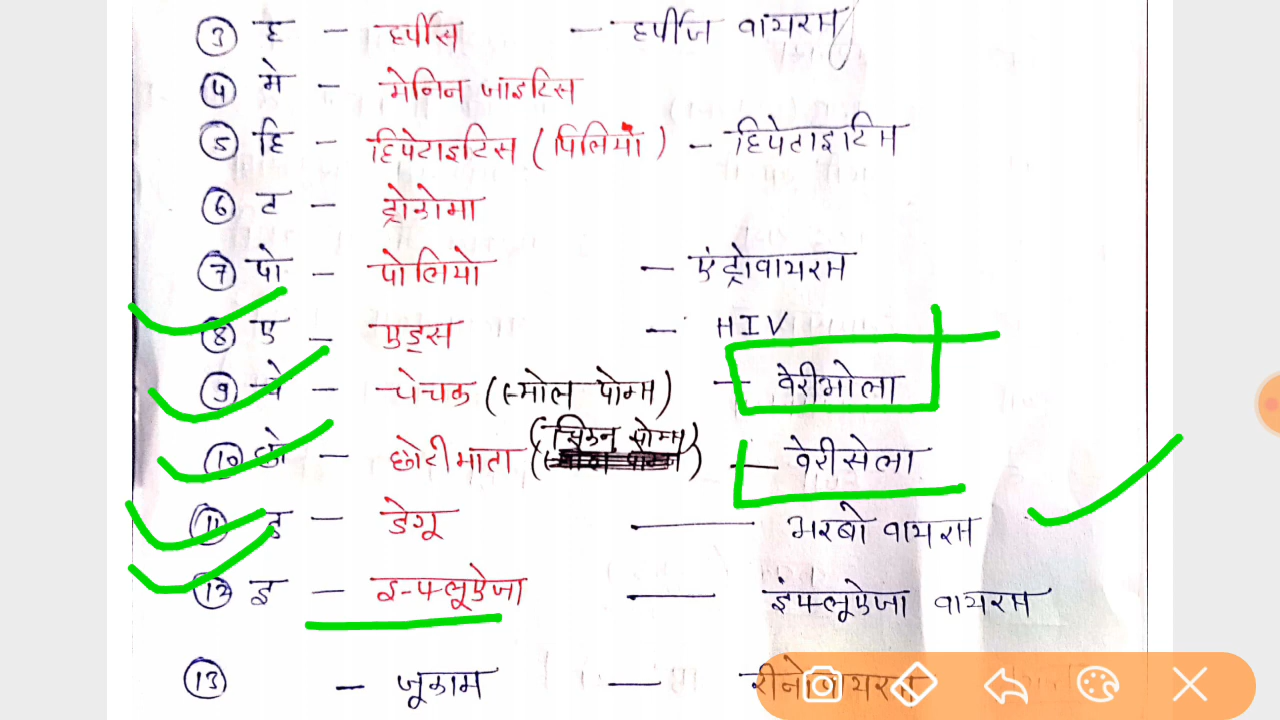 3 ह - हर्पीस - हर्पीज वायरस
4 मे - मेनिन जाइटिस
5 हि - हिपेटाइटिस (पिलिया) - हिपेटाइटिस
6 ट - ट्रोकोमा
7 पो - पोलियो - एंट्रोवायरस
8 ए - एड्स - HIV
9 चे - चेचक (स्मोल पोक्स) - वेरीओला
(चिकन पोक्स)
10 छो - छोटीमाता - वेरीसेला
11 डे - डेगू - अरबो वायरस
12 इ - इन्फ्लूऐंजा - इंफ्लूऐंजा वायरस
13 - जूकाम - रीनोवायरस